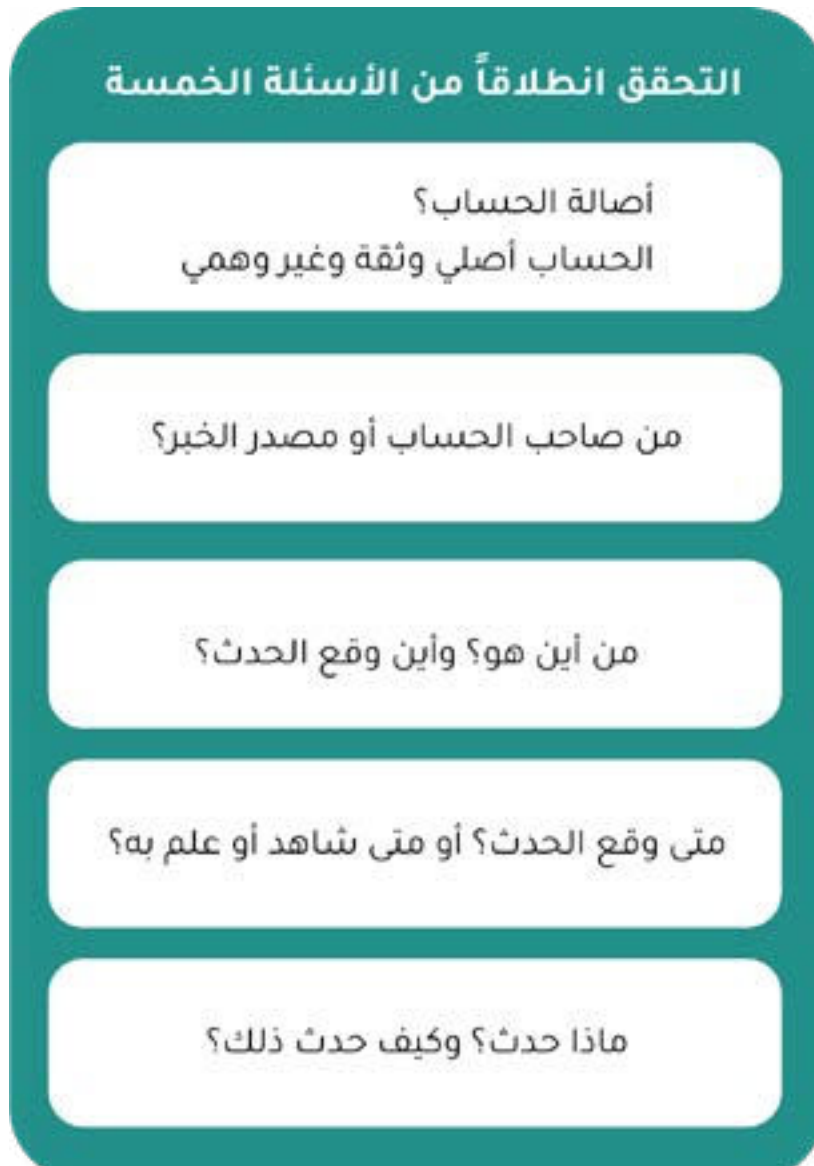 التحقق انطلاقاً من الأسئلة الخمسة
أصالة الحساب؟
الحساب أصلي وثقة وغير وهمي
من صاحب الحساب أو مصدر الخبر؟
من أين هو؟ وأين وقع الحدث؟
متى وقع الحدث؟ أو متى شاهد أو علم به؟
ماذا حدث؟ وكيف حدث ذلك؟